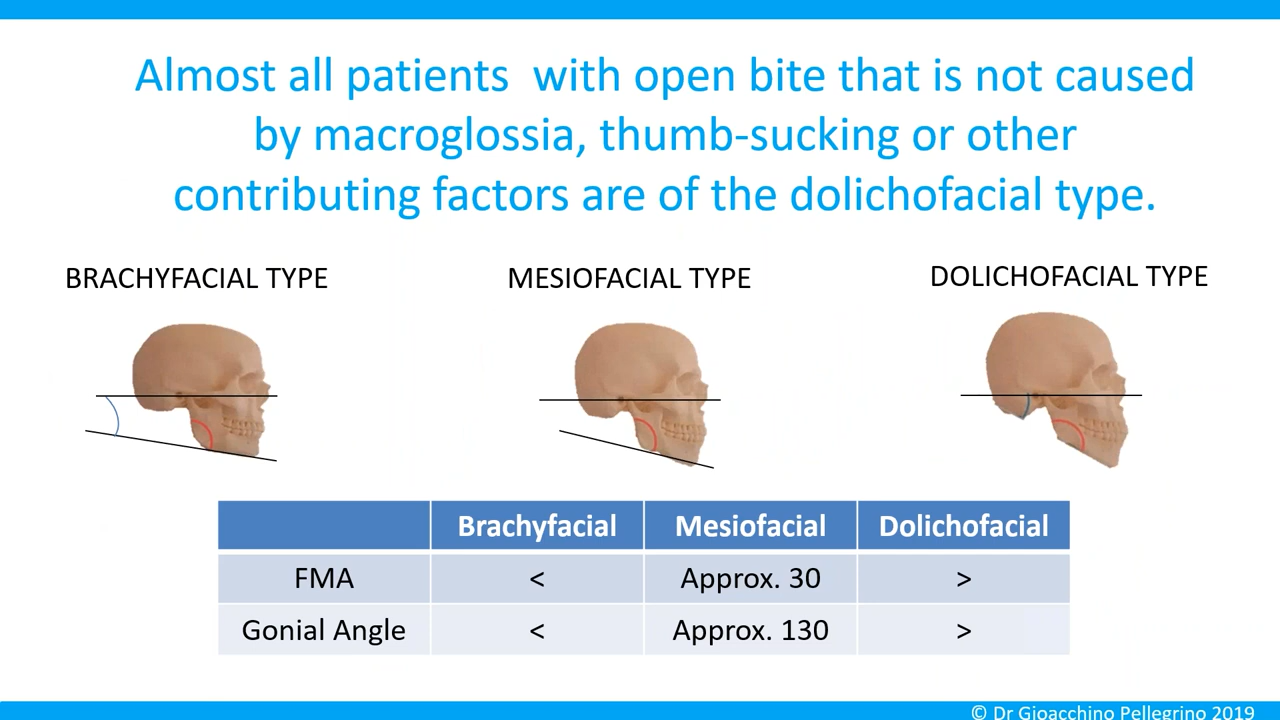 Almost all patients  with open bite that is not caused
by macroglossia, thumb-sucking or other
contributing factors are of the dolichofacial type.
BRACHYFACIAL TYPE
MESIOFACIAL TYPE
DOLICHOFACIAL TYPE
Brachyfacial Mesiofacial Dolichofacial
FMA < Approx. 30 >
Gonial Angle < Approx. 130 >
© Dr Gioacchino Pellegrino 2019